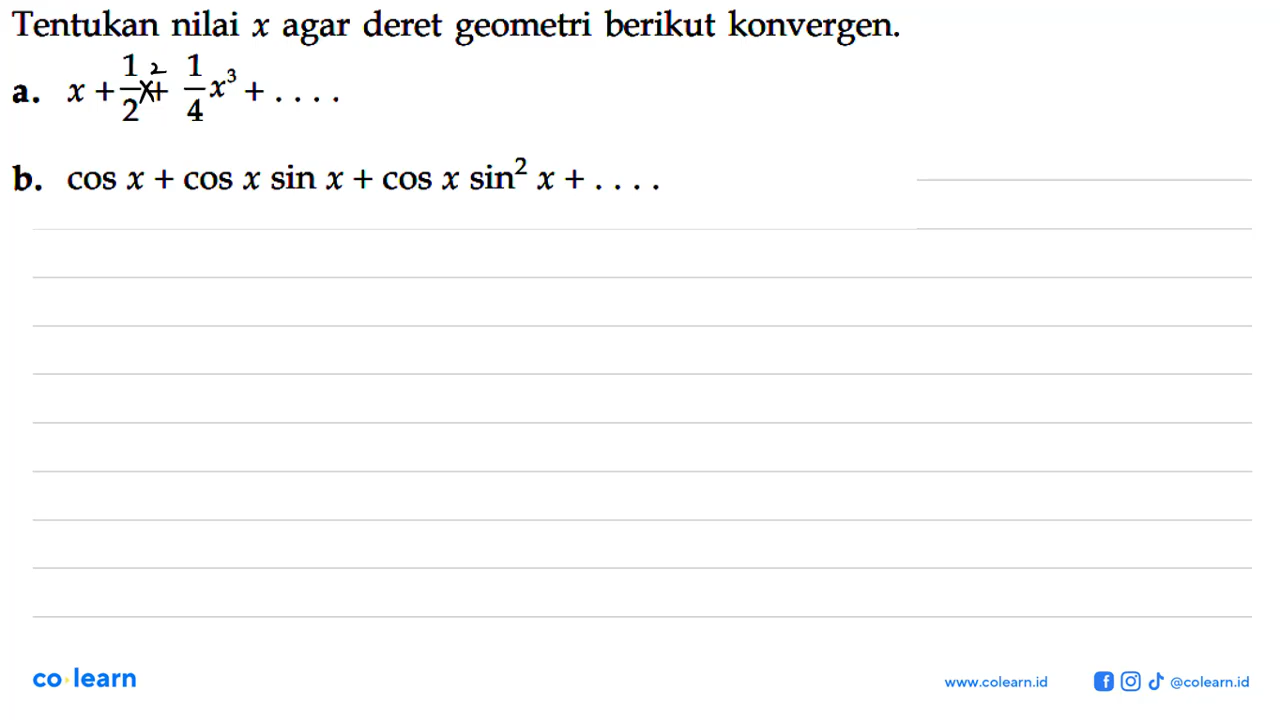 Tentukan nilai x agar deret geometri berikut konvergen.
a. x + 1/2 x² + 1/4 x³ + . . . .
b. cos x + cos x sin x + cos x sin² x + . . . .
co learn
www.colearn.id @colearn.id